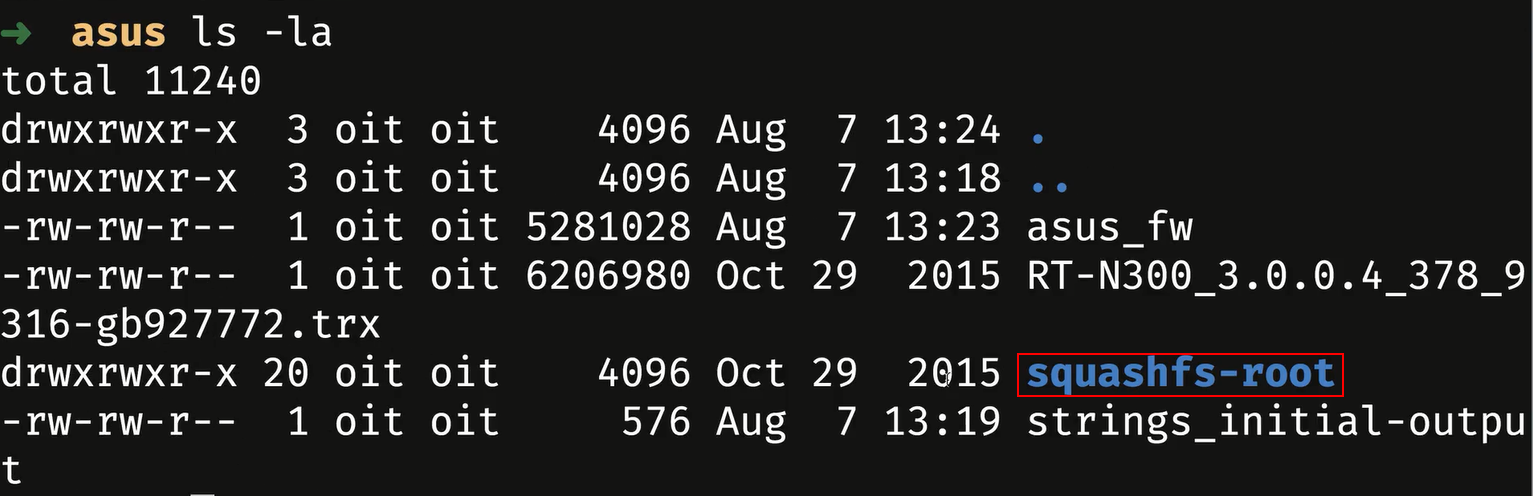 ➜  asus ls -la
total 11240
drwxrwxr-x  3 oit oit    4096 Aug  7 13:24 .
drwxrwxr-x  3 oit oit    4096 Aug  7 13:18 ..
-rw-rw-r--  1 oit oit 5281028 Aug  7 13:23 asus_fw
-rw-rw-r--  1 oit oit 6206980 Oct 29  2015 RT-N300_3.0.0.4_378_9
316-gb927772.trx
drwxrwxr-x 20 oit oit    4096 Oct 29  2015 squashfs-root
-rw-rw-r--  1 oit oit     576 Aug  7 13:19 strings_initial-outpu
t